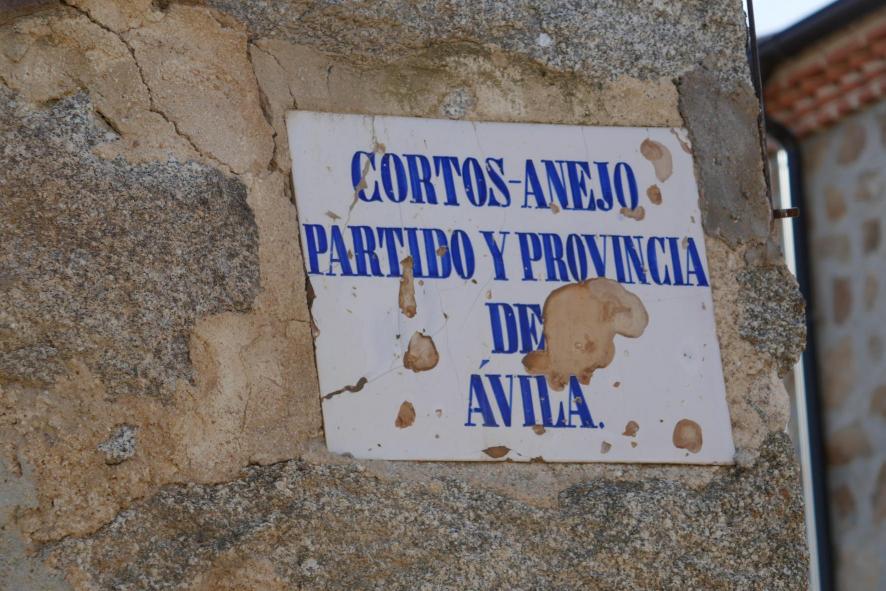 CORTOS-ANEJO
PARTIDO Y PROVINCIA
DE
ÁVILA.